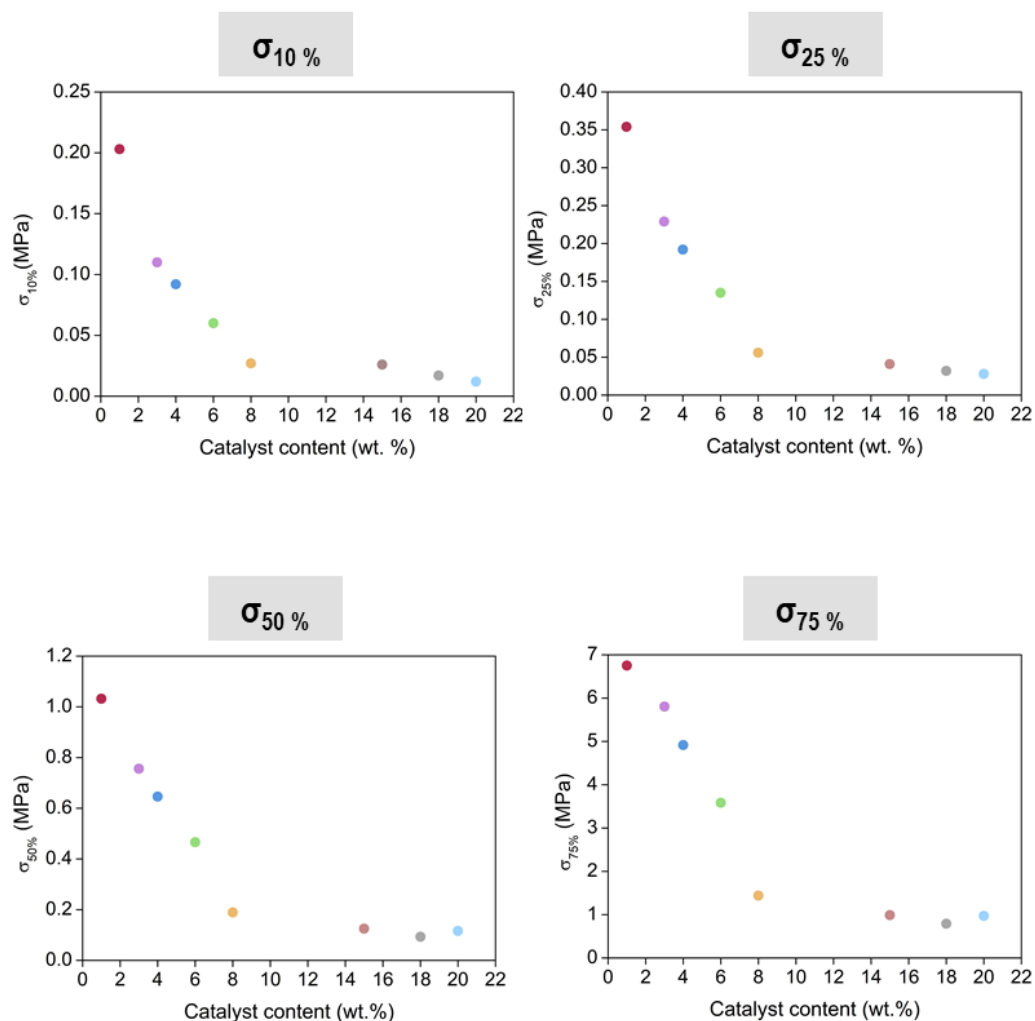 σ10 %
0.25
0.20
0.15
0.10
0.05
0.00
σ10%(MPa)
0 2 4 6 8 10 12 14 16 18 20 22
Catalyst content (wt. %)
σ25 %
0.40
0.35
0.30
0.25
0.20
0.15
0.10
0.05
0.00
σ25% (MPa)
0 2 4 6 8 10 12 14 16 18 20 22
Catalyst content (wt. %)
σ50 %
1.2
1.0
0.8
0.6
0.4
0.2
0.0
σ50% (MPa)
0 2 4 6 8 10 12 14 16 18 20 22
Catalyst content (wt.%)
σ75 %
7
6
5
4
3
2
1
0
σ75% (MPa)
0 2 4 6 8 10 12 14 16 18 20 22
Catalyst content (wt.%)